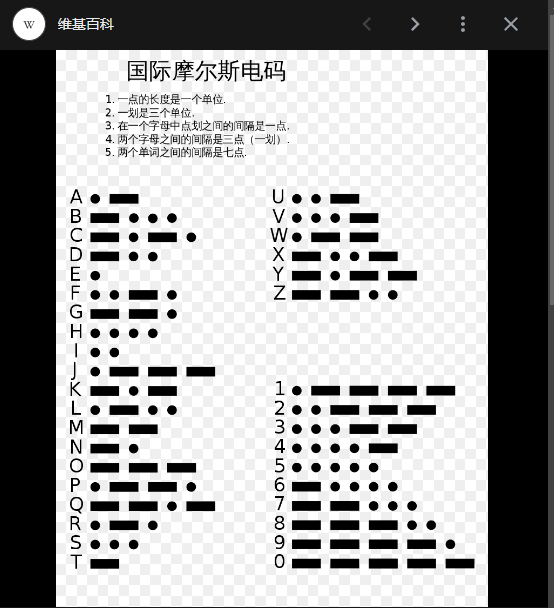 W 维基百科
国际摩尔斯电码
1. 一点的长度是一个单位.
2. 一划是三个单位.
3. 在一个字母中点划之间的间隔是一点.
4. 两个字母之间的间隔是三点（一划）.
5. 两个单词之间的间隔是七点.
A
B
C
D
E
F
G
H
I
J
K
L
M
N
O
P
Q
R
S
T
U
V
W
X
Y
Z
1
2
3
4
5
6
7
8
9
0